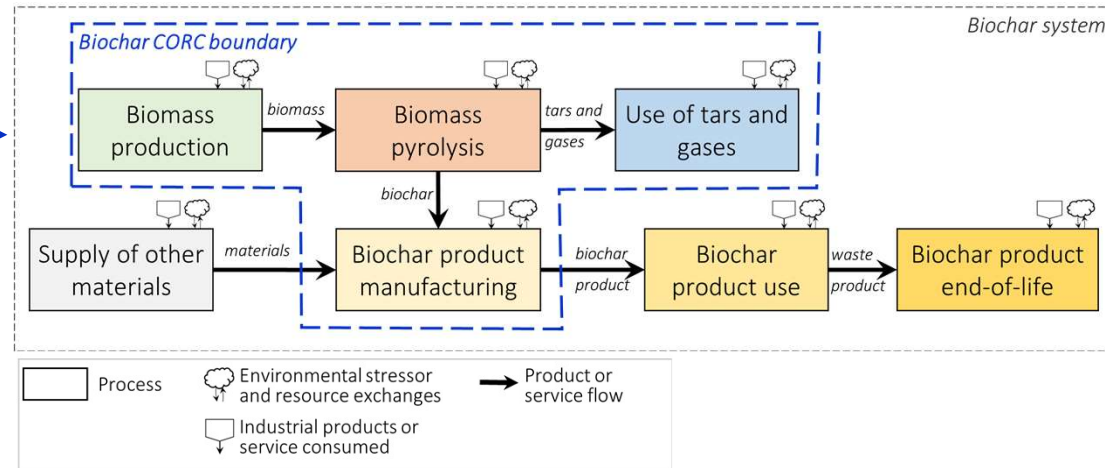 Biochar system
Biochar CORC boundary
Biomass
production
biomass
Biomass
pyrolysis
tars and
gases
Use of tars and
gases
biochar
Supply of other
materials
materials
Biochar product
manufacturing
biochar
product
Biochar
product use
waste
product
Biochar product
end-of-life
Process
Environmental stressor
and resource exchanges
Product or
service flow
Industrial products or
service consumed